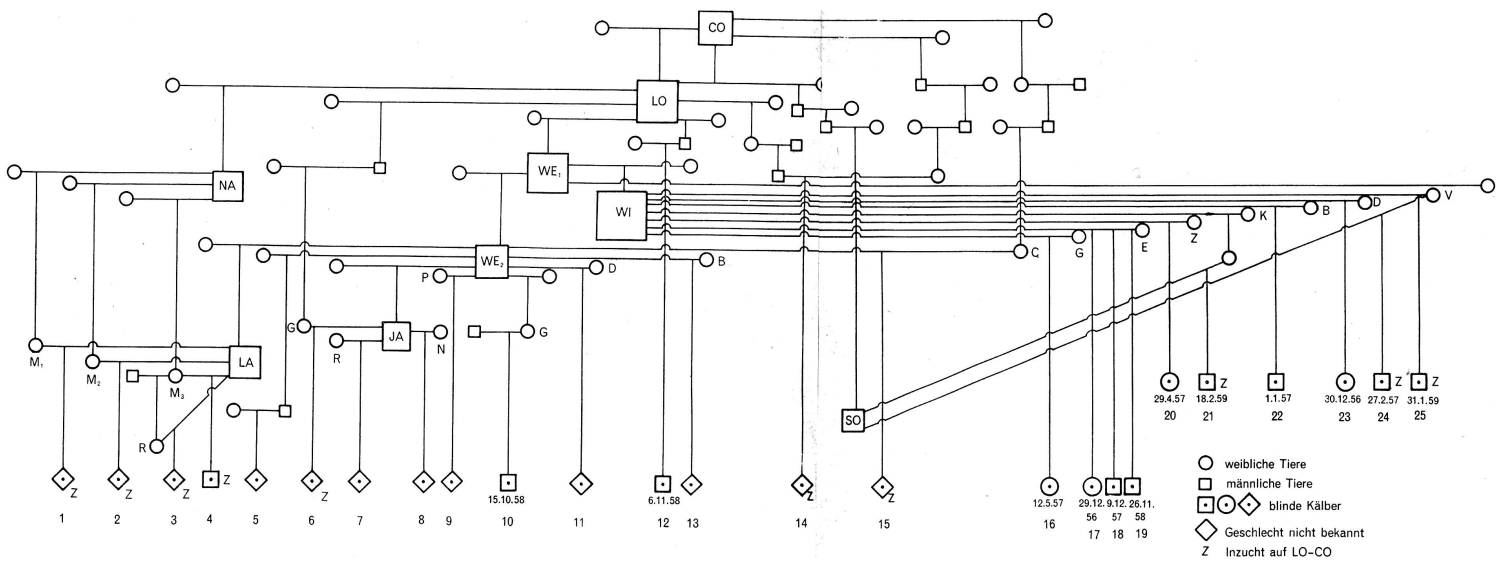 CO
LO
WE₁
NA
V
WI
D
B
K
Z
E
G
C
WE₂
B
D
P
G
G
JA
N
R
M₁
LA
M₂
M₃
Z
Z
Z
29.4.57 18.2.59 1.1.57 30.12.56 27.2.57 31.1.59
20 21 22 23 24 25
SO
R
Z Z Z Z Z Z Z
15.10.58 6.11.58 12.5.57 29.12. 9.12. 26.11.
56 57 58
1 2 3 4 5 6 7 8 9 10 11 12 13 14 15 16 17 18 19
weibliche Tiere
männliche Tiere
blinde Kälber
Geschlecht nicht bekannt
Z Inzucht auf LO-CO